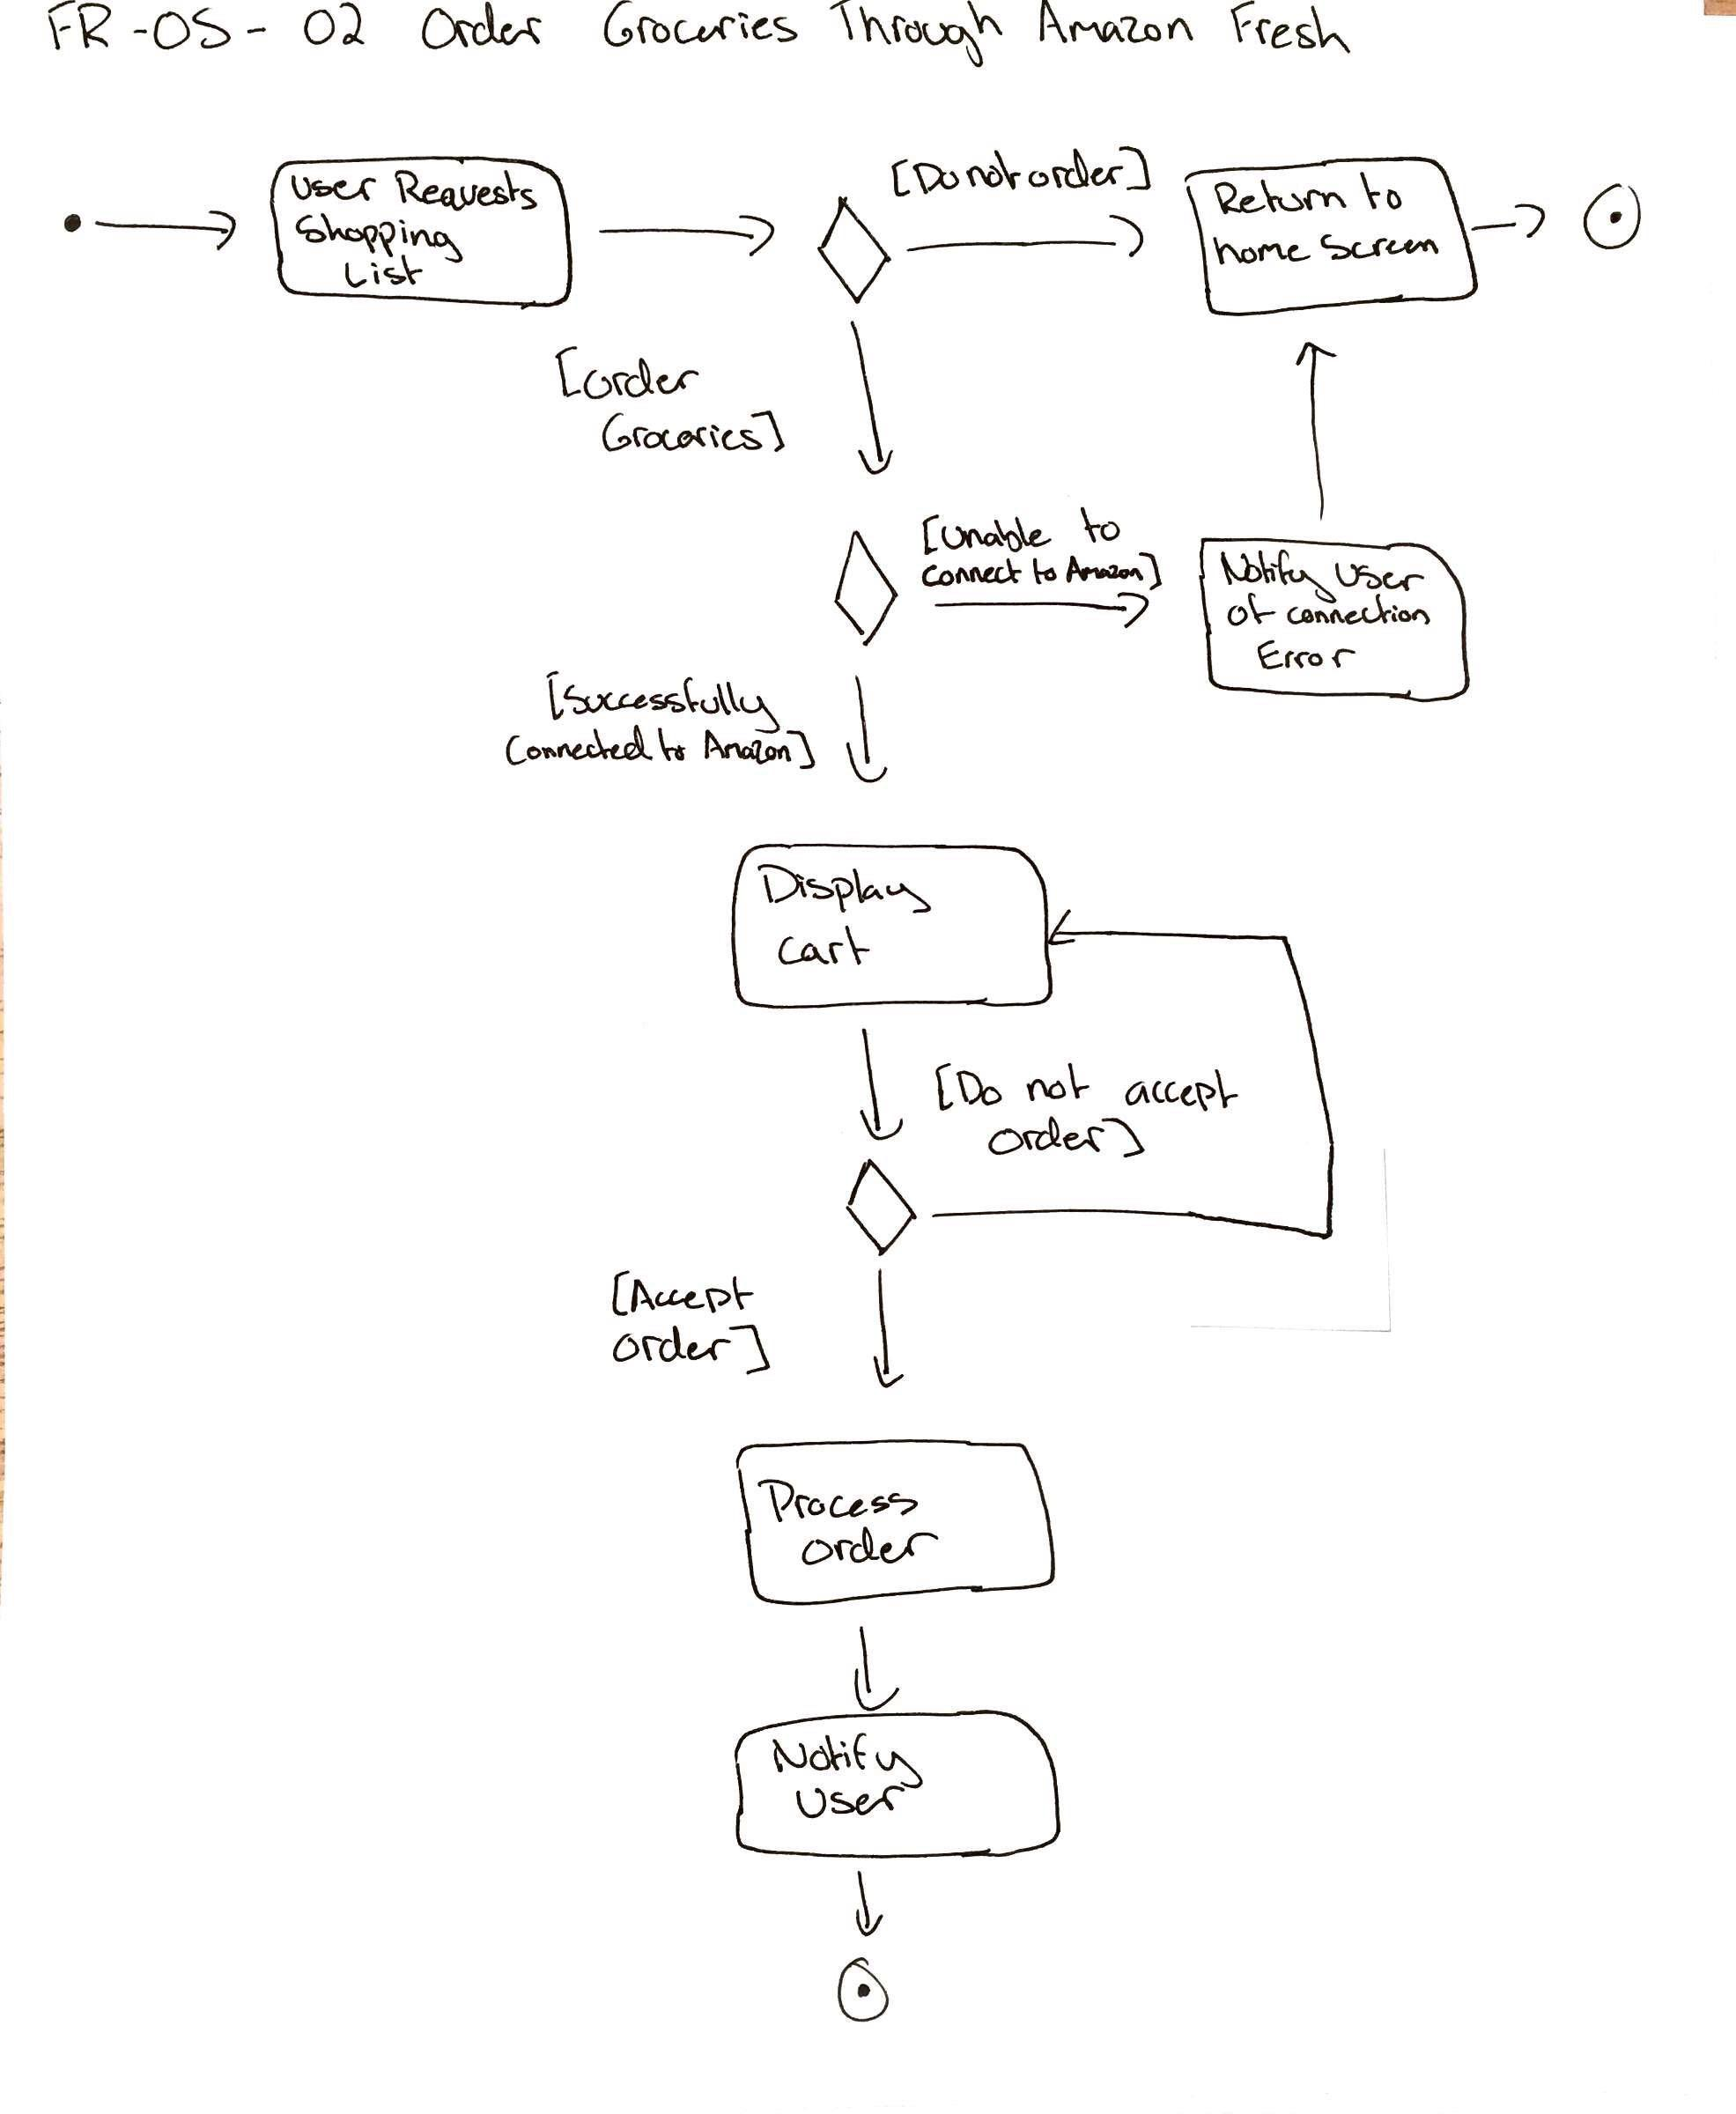 FR-OS-02 Order Groceries Through Amazon Fresh
User Requests
Shopping
List
[Do not order]
Return to
home screen
[order
Groceries]
[Unable to
connect to Amazon]
Notify User
of connection
Error
[Successfully
Connected to Amazon]
Display
cart
[Do not accept
order]
[Accept
order]
Process
order
Notify
User